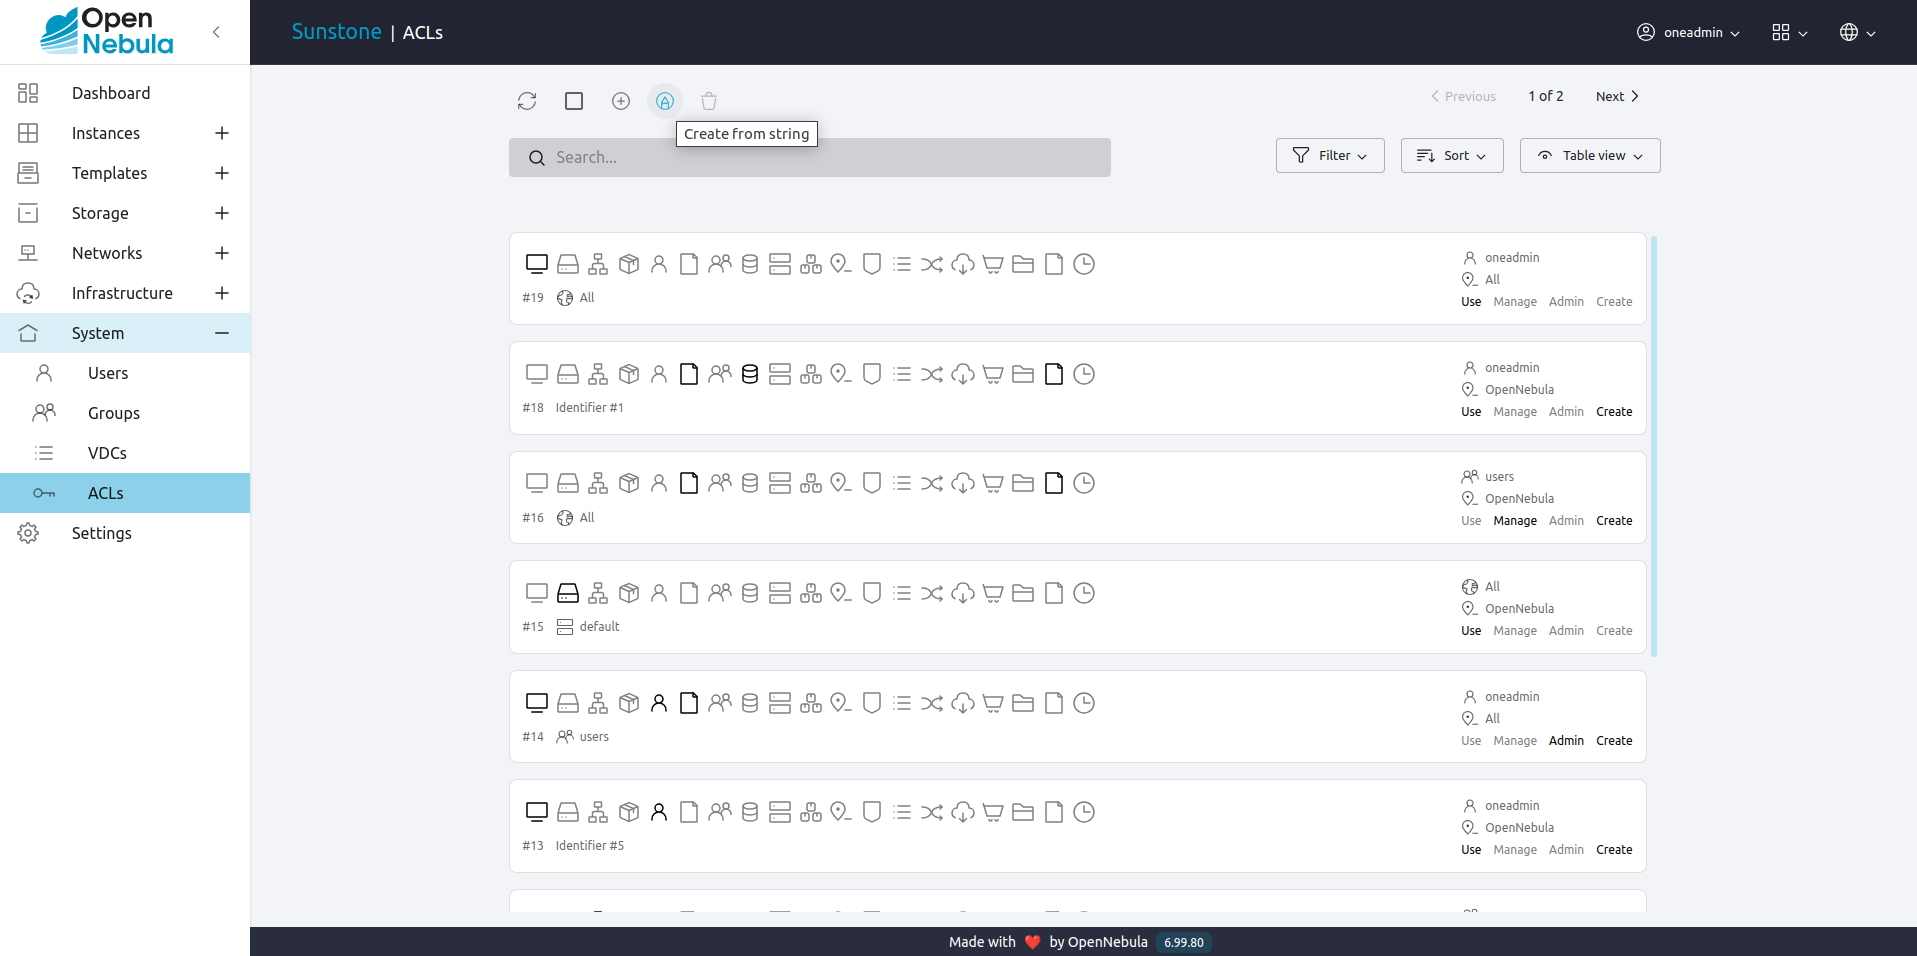 Open
Nebula
Sunstone | ACLs
oneadmin
Dashboard
Instances
Templates
Storage
Networks
Infrastructure
System
Users
Groups
VDCs
ACLs
Settings
Previous
1 of 2
Next
Create from string
Search...
Filter
Sort
Table view
#19 All
oneadmin
All
Use Manage Admin Create
#18 Identifier #1
oneadmin
OpenNebula
Use Manage Admin Create
#16 All
users
OpenNebula
Use Manage Admin Create
#15 default
All
OpenNebula
Use Manage Admin Create
#14 users
oneadmin
All
Use Manage Admin Create
#13 Identifier #5
oneadmin
OpenNebula
Use Manage Admin Create
Made with ❤️ by OpenNebula 6.99.80